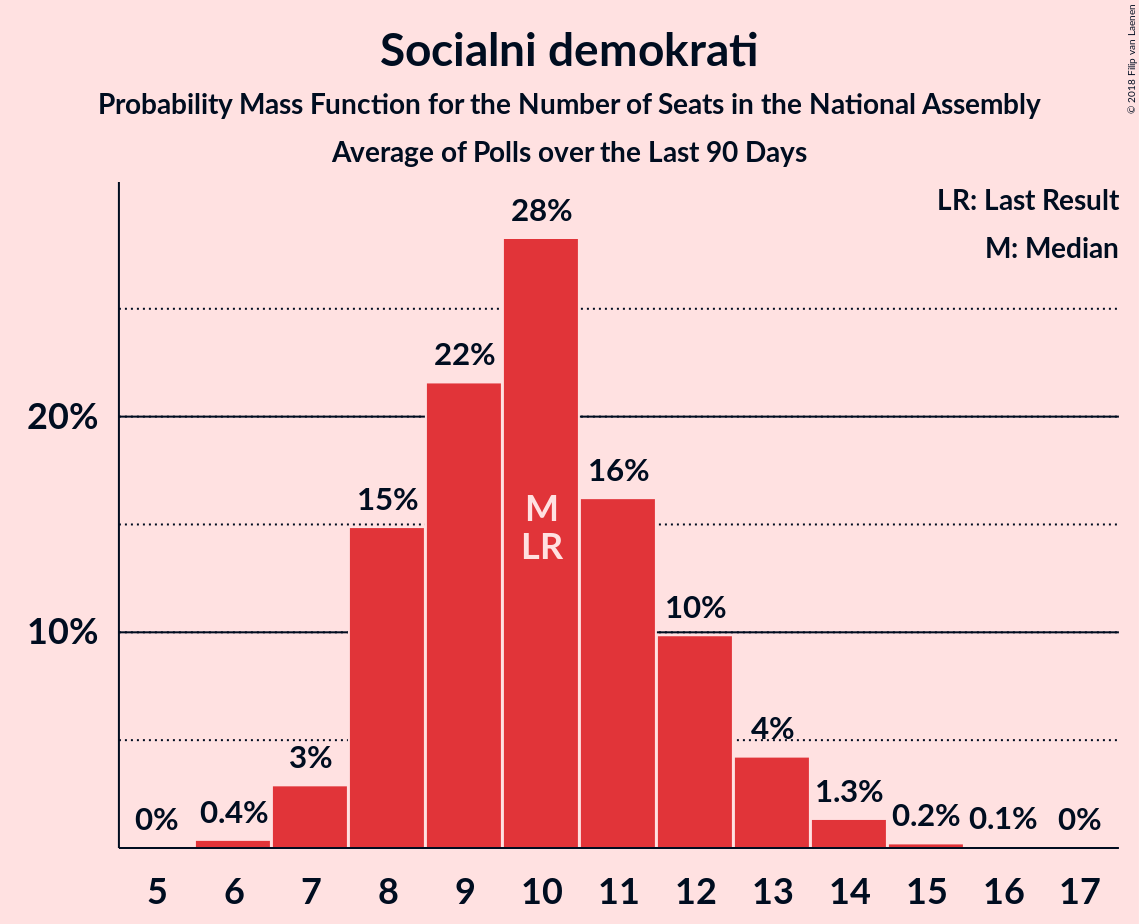 Socialni demokrati
Probability Mass Function for the Number of Seats in the National Assembly
Average of Polls over the Last 90 Days
© 2018 Filip van Laenen
LR: Last Result
M: Median
20%
10%
0%
0.4%
3%
15%
22%
28%
16%
10%
4%
1.3%
0.2%
0.1%
0%
M
LR
5 6 7 8 9 10 11 12 13 14 15 16 17